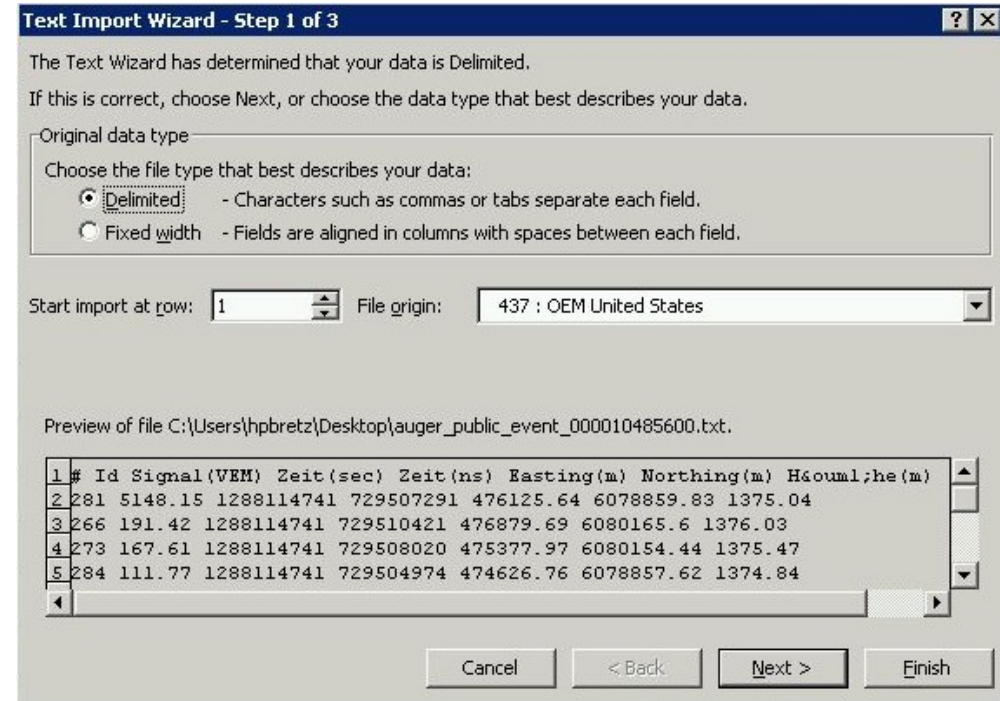 Text Import Wizard - Step 1 of 3
The Text Wizard has determined that your data is Delimited.
If this is correct, choose Next, or choose the data type that best describes your data.
Original data type
Choose the file type that best describes your data:
Delimited - Characters such as commas or tabs separate each field.
Fixed width - Fields are aligned in columns with spaces between each field.
Start import at row: 1 File origin: 437 : OEM United States
Preview of file C:\Users\hpbretz\Desktop\auger_public_event_000010485600.txt.
1 # Id Signal(VEM) Zeit(sec) Zeit(ns) Easting(m) Northing(m) H&ouml;he(m)
2 281 5148.15 1288114741 729507291 476125.64 6078859.83 1375.04
3 266 191.42 1288114741 729510421 476879.69 6080165.6 1376.03
4 273 167.61 1288114741 729508020 475377.97 6080154.44 1375.47
5 284 111.77 1288114741 729504974 474626.76 6078857.62 1374.84
Cancel < Back Next > Finish